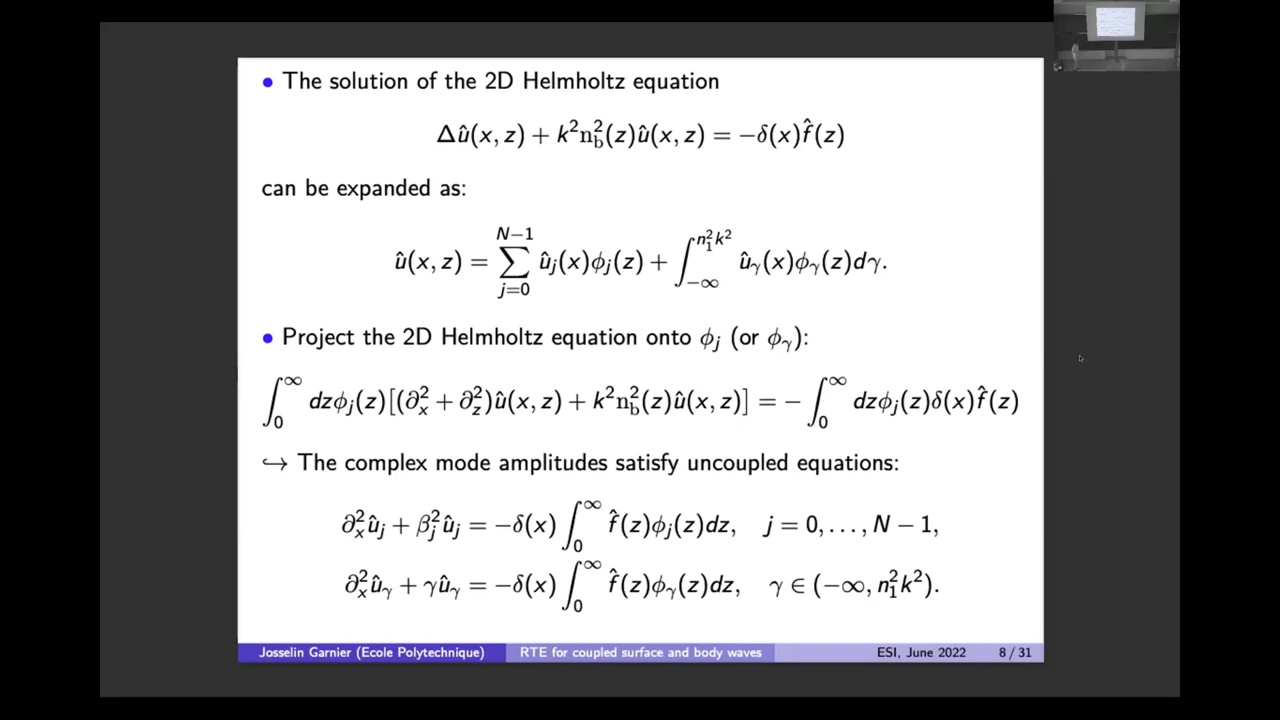 • The solution of the 2D Helmholtz equation
Δû(x, z) + k²n_b²(z)û(x, z) = −δ(x)f̂(z)
can be expanded as:
û(x, z) = ∑_{j=0}^{N−1} û_j(x)ϕ_j(z) + ∫_{−∞}^{n_1²k²} û_γ(x)ϕ_γ(z)dγ.
• Project the 2D Helmholtz equation onto ϕ_j (or ϕ_γ):
∫_0^∞ dzϕ_j(z)[(∂_x² + ∂_z²)û(x, z) + k²n_b²(z)û(x, z)] = − ∫_0^∞ dzϕ_j(z)δ(x)f̂(z)
↪ The complex mode amplitudes satisfy uncoupled equations:
∂_x²û_j + β_j²û_j = −δ(x) ∫_0^∞ f̂(z)ϕ_j(z)dz, j = 0, . . . , N − 1,
∂_x²û_γ + γû_γ = −δ(x) ∫_0^∞ f̂(z)ϕ_γ(z)dz, γ ∈ (−∞, n_1²k²).
Josselin Garnier (Ecole Polytechnique) RTE for coupled surface and body waves ESI, June 2022 8 / 31